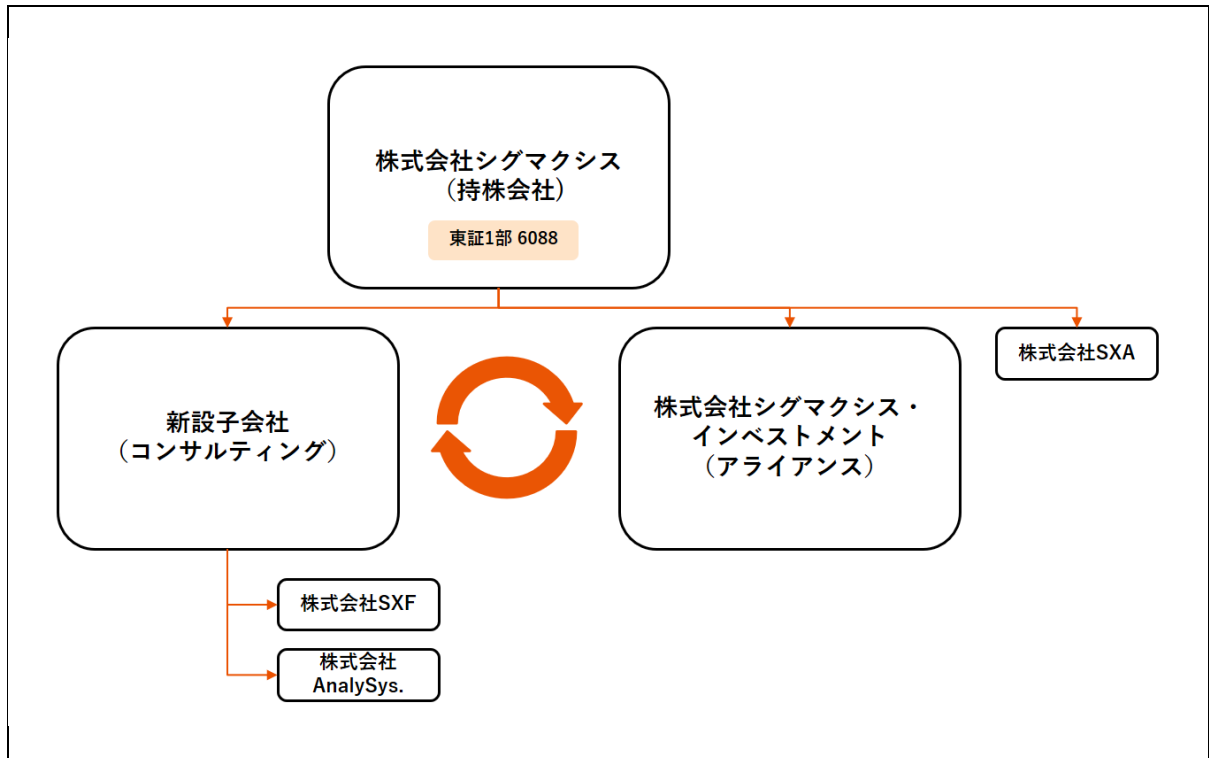 株式会社シグマクシス
（持株会社）
東証1部 6088
新設子会社
（コンサルティング）
株式会社シグマクシス・
インベストメント
（アライアンス）
株式会社SXA
株式会社SXF
株式会社
AnalySys.